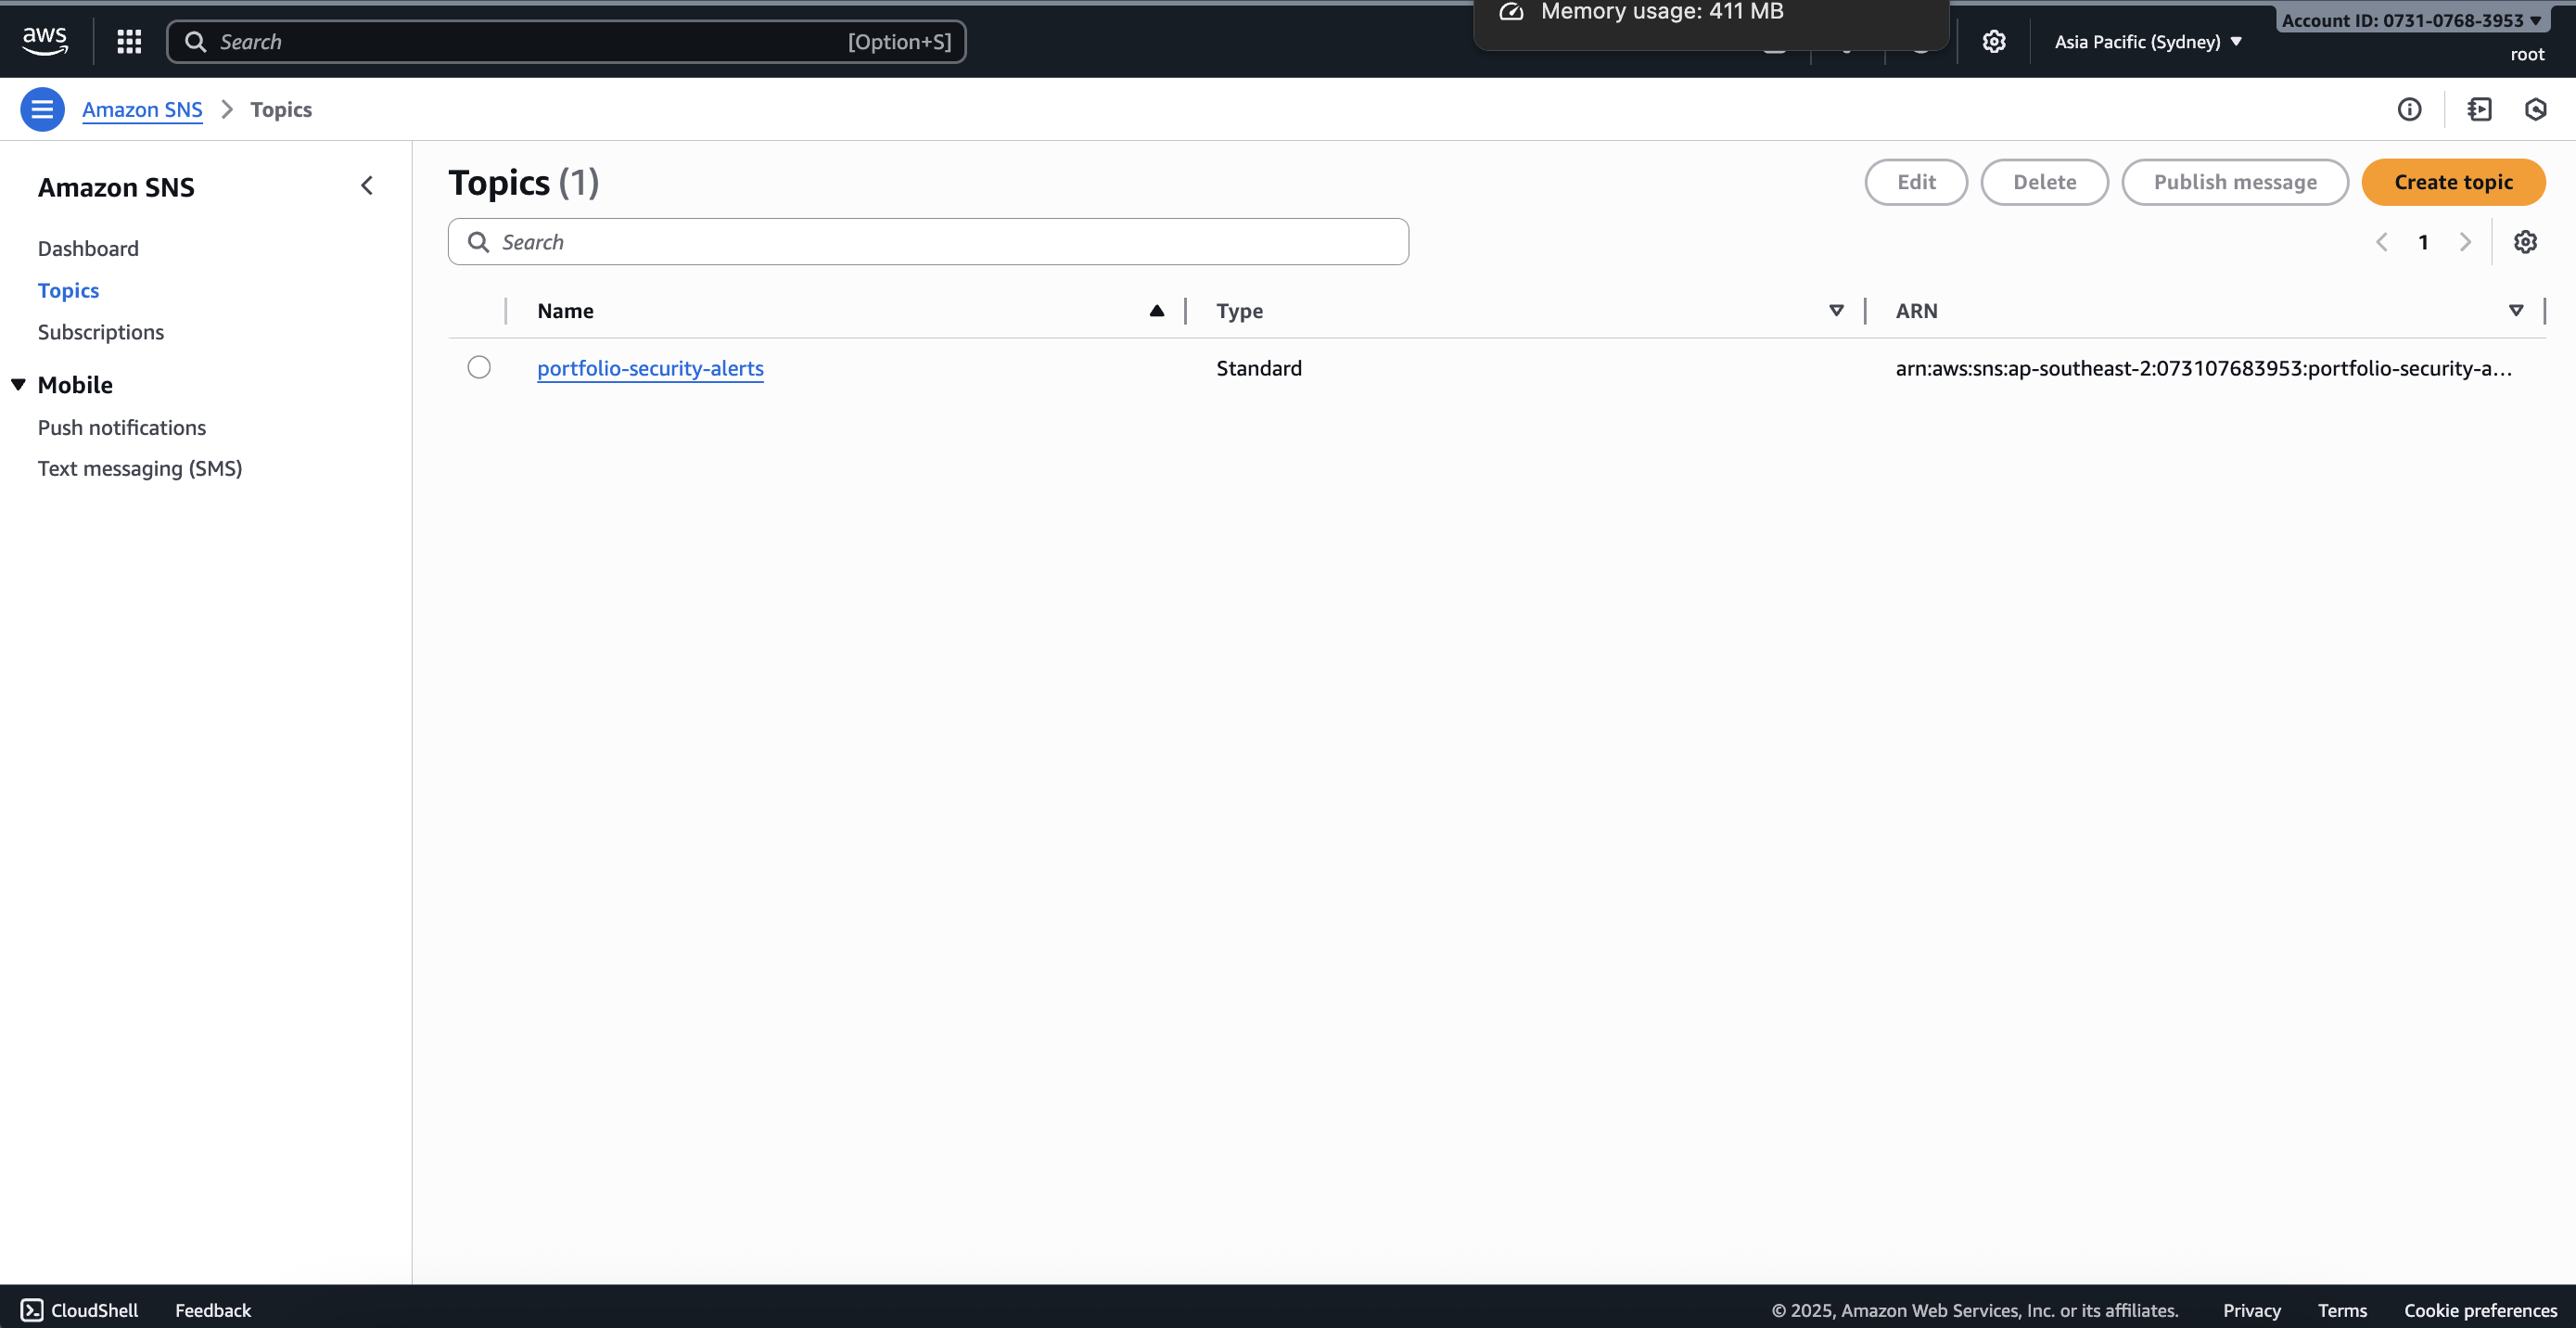 Memory usage: 411 MB
aws
Search
[Option+S]
Asia Pacific (Sydney)
Account ID: 0731-0768-3953
root
Amazon SNS
Topics
Amazon SNS
Dashboard
Topics
Subscriptions
Mobile
Push notifications
Text messaging (SMS)
Topics (1)
Edit
Delete
Publish message
Create topic
Search
1
Name
Type
ARN
portfolio-security-alerts
Standard
arn:aws:sns:ap-southeast-2:073107683953:portfolio-security-a...
CloudShell
Feedback
© 2025, Amazon Web Services, Inc. or its affiliates.
Privacy
Terms
Cookie preferences